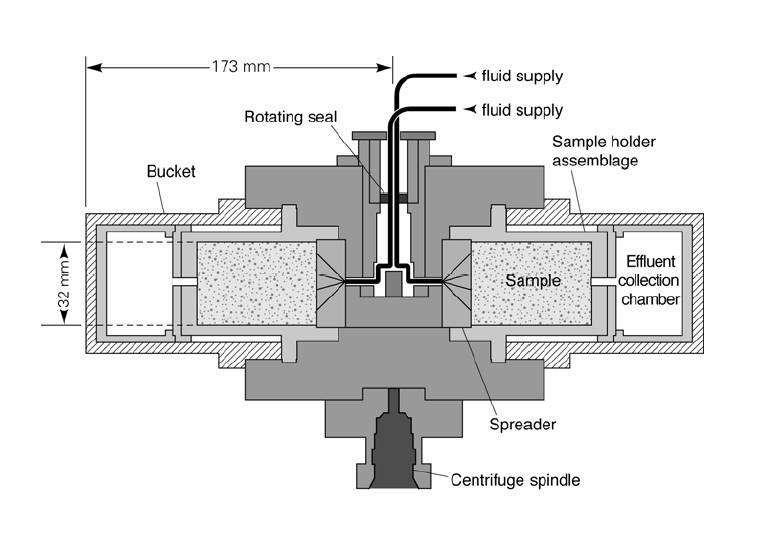 173 mm
fluid supply
fluid supply
Rotating seal
Sample holder
assemblage
Bucket
32 mm
Sample
Effluent
collection
chamber
Spreader
Centrifuge spindle